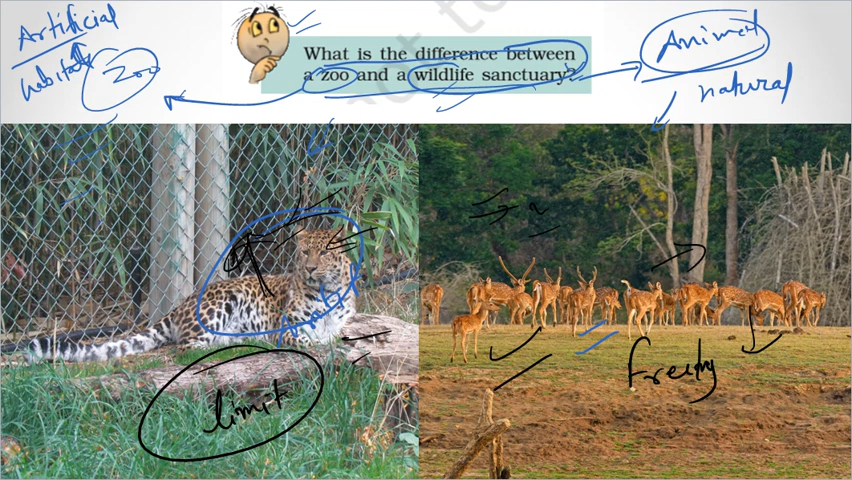 What is the difference between
a zoo and a wildlife sanctuary?
Artificial
habitat
Zoo
Animal
natural
limit
Freely